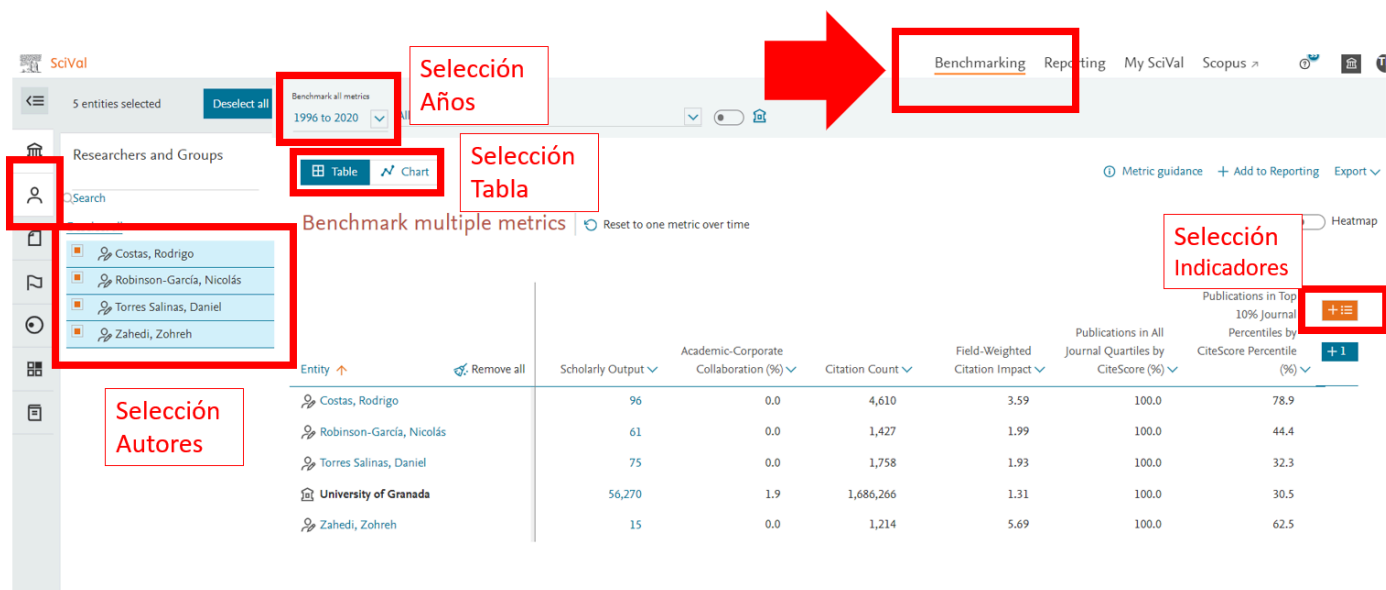 SciVal
Benchmarking Reporting My SciVal Scopus
5 entities selected Deselect all
Benchmark all metrics
1996 to 2020
Selección
Años
Researchers and Groups
Search
Table Chart
Selección
Tabla
Metric guidance + Add to Reporting Export
Benchmark multiple metrics Reset to one metric over time
Heatmap
Selección
Indicadores
Costas, Rodrigo
Robinson-García, Nicolás
Torres Salinas, Daniel
Zahedi, Zohreh
Selección
Autores
Entity Remove all
Scholarly Output
Academic-Corporate
Collaboration (%)
Citation Count
Field-Weighted
Citation Impact
Publications in All
Journal Quartiles by
CiteScore (%)
Publications in Top
10% Journal
Percentiles by
CiteScore Percentile
(%)
+1
Costas, Rodrigo 96 0.0 4,610 3.59 100.0 78.9
Robinson-García, Nicolás 61 0.0 1,427 1.99 100.0 44.4
Torres Salinas, Daniel 75 0.0 1,758 1.93 100.0 32.3
University of Granada 56,270 1.9 1,686,266 1.31 100.0 30.5
Zahedi, Zohreh 15 0.0 1,214 5.69 100.0 62.5